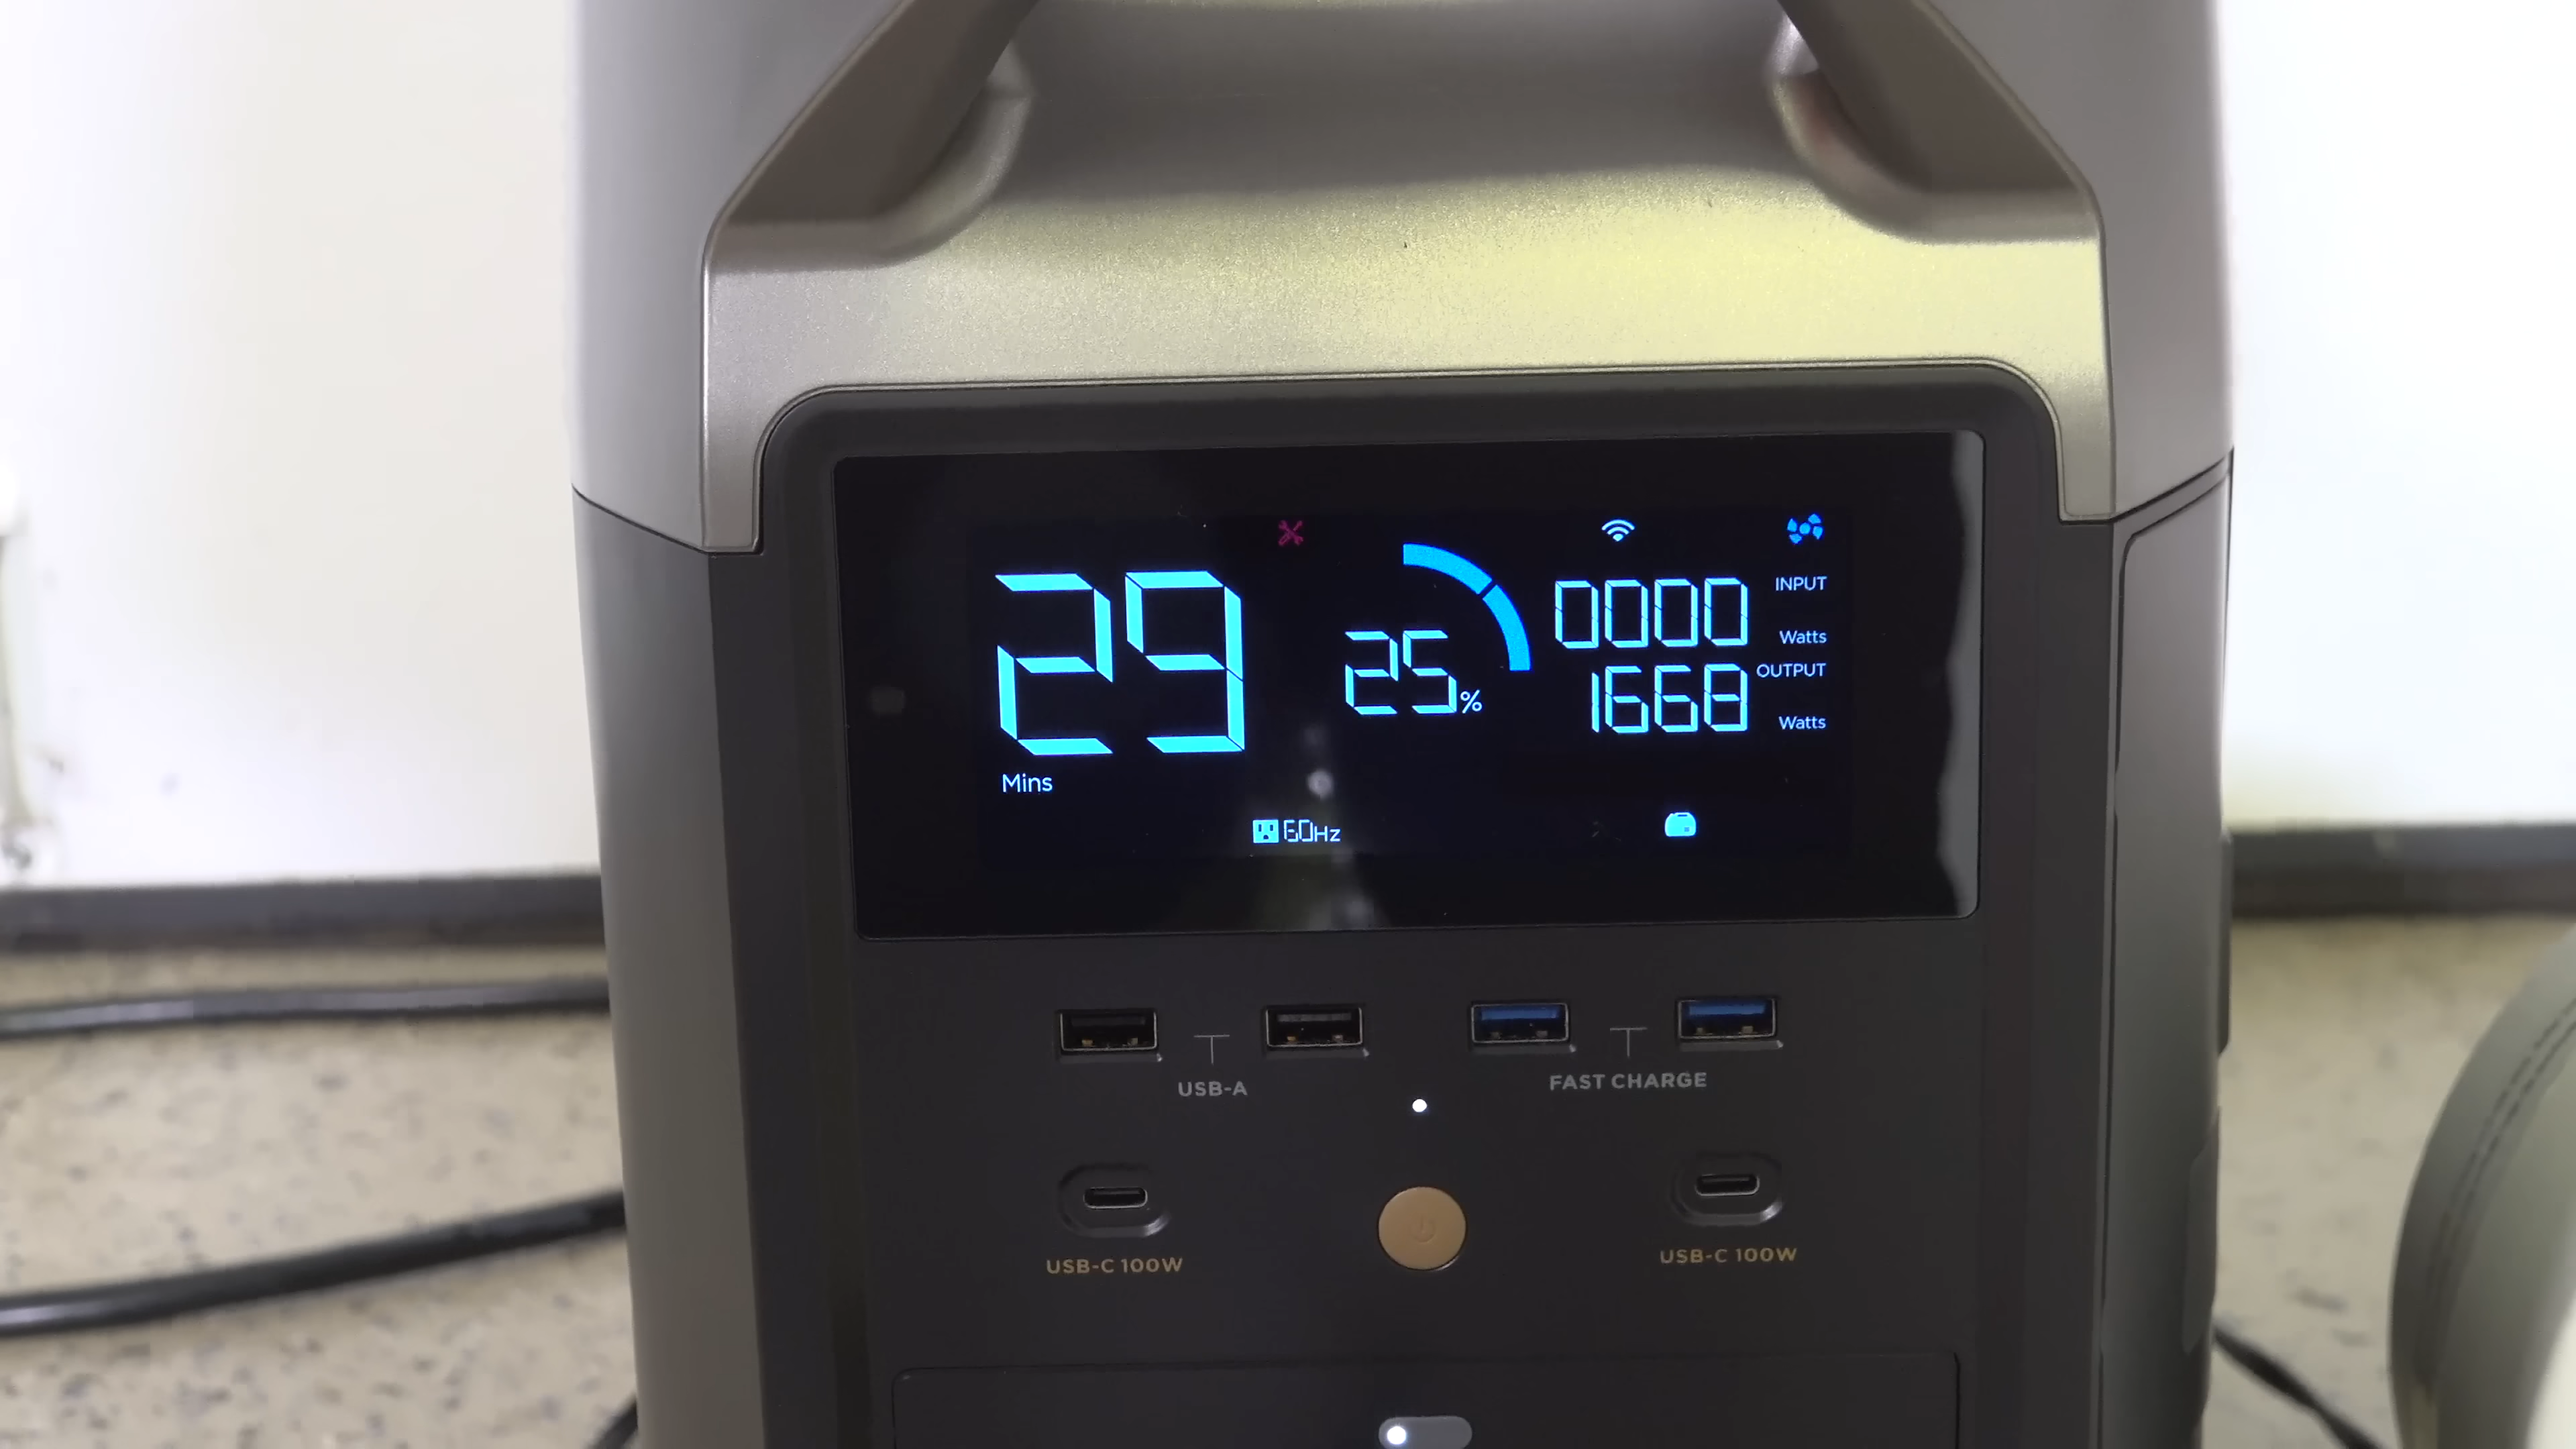 29
Mins
25%
0000
INPUT
Watts
1668
OUTPUT
Watts
60Hz
USB-A
FAST CHARGE
USB-C 100W
USB-C 100W